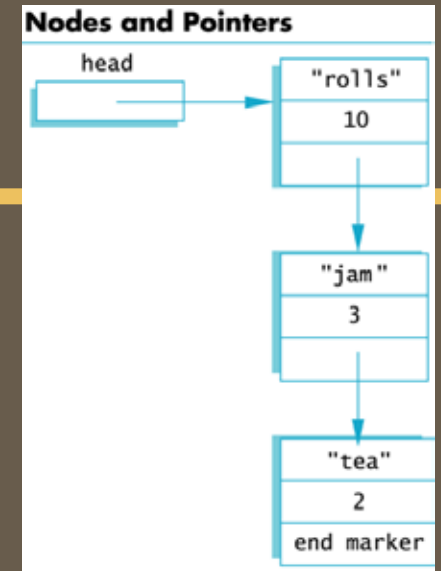 Nodes and Pointers
head
"rolls"
10
"jam"
3
"tea"
2
end marker